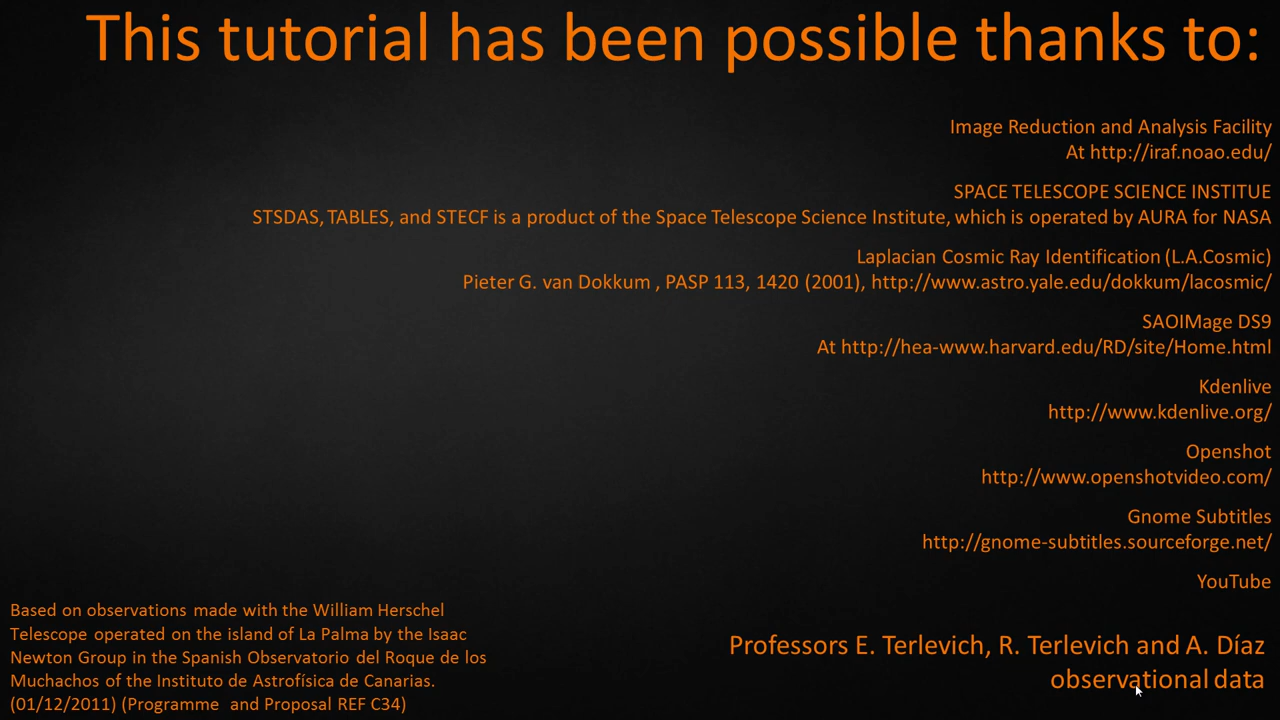 This tutorial has been possible thanks to:
Image Reduction and Analysis Facility
At http://iraf.noao.edu/
SPACE TELESCOPE SCIENCE INSTITUE
STSDAS, TABLES, and STECF is a product of the Space Telescope Science Institute, which is operated by AURA for NASA
Laplacian Cosmic Ray Identification (L.A.Cosmic)
Pieter G. van Dokkum , PASP 113, 1420 (2001), http://www.astro.yale.edu/dokkum/lacosmic/
SAOIMage DS9
At http://hea-www.harvard.edu/RD/site/Home.html
Kdenlive
http://www.kdenlive.org/
Openshot
http://www.openshotvideo.com/
Gnome Subtitles
http://gnome-subtitles.sourceforge.net/
YouTube
Based on observations made with the William Herschel
Telescope operated on the island of La Palma by the Isaac
Newton Group in the Spanish Observatorio del Roque de los
Muchachos of the Instituto de Astrofísica de Canarias.
(01/12/2011) (Programme and Proposal REF C34)
Professors E. Terlevich, R. Terlevich and A. Díaz
observational data